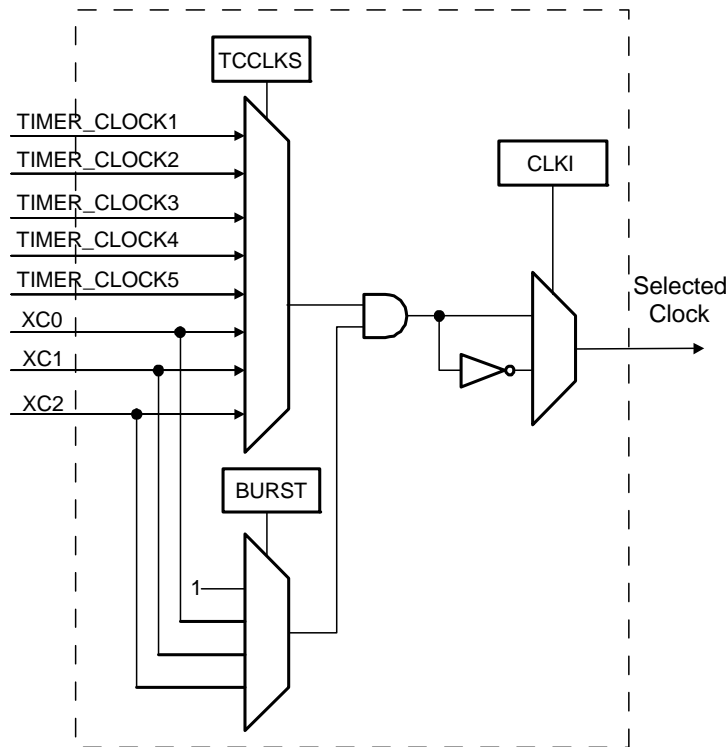 TCCLKS
TIMER_CLOCK1
TIMER_CLOCK2
TIMER_CLOCK3
TIMER_CLOCK4
TIMER_CLOCK5
XC0
XC1
XC2
CLKI
Selected
Clock
BURST
1